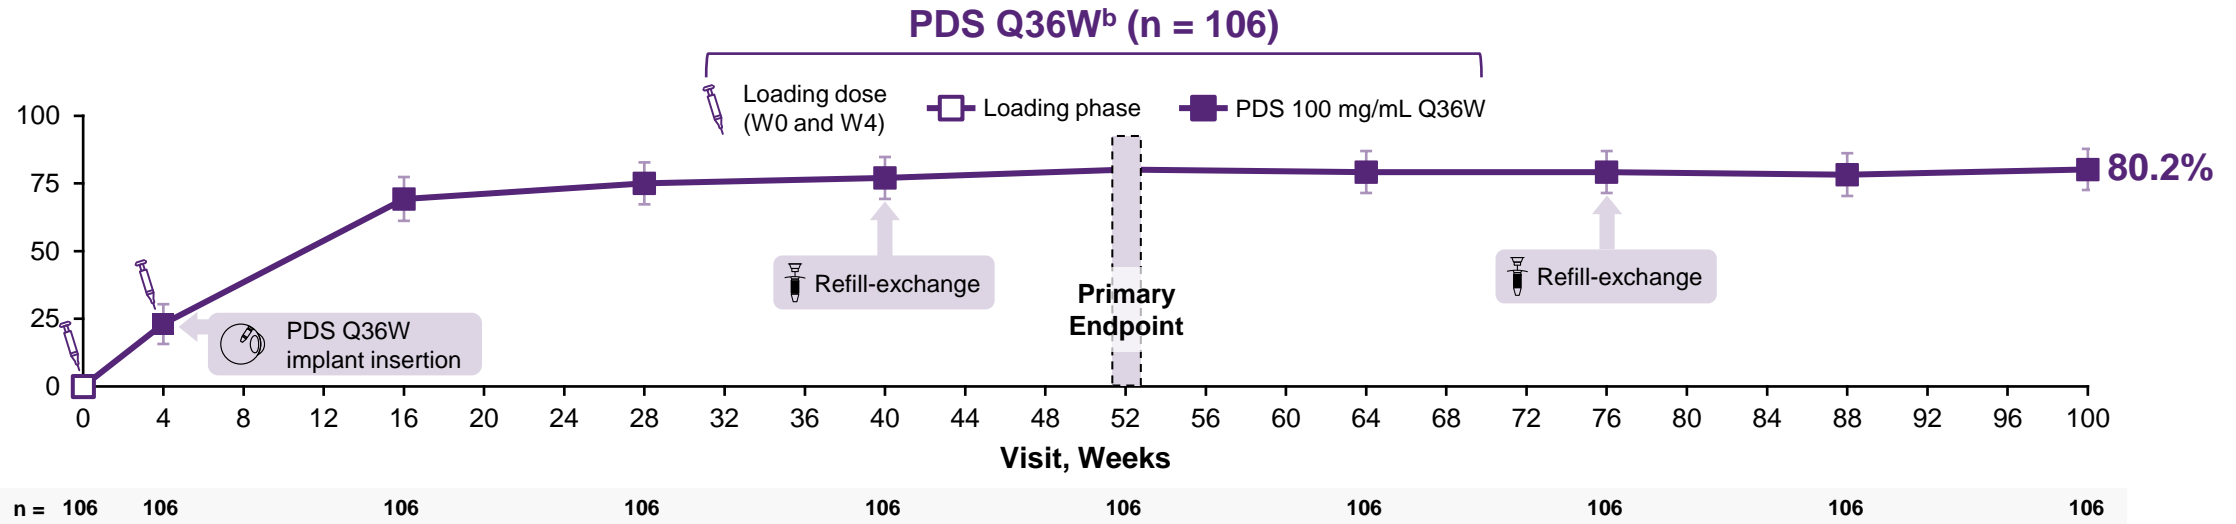 PDS Q36Wᵇ (n = 106)
Loading dose
(W0 and W4)
Loading phase
PDS 100 mg/mL Q36W
100
75
50
25
0
80.2%
Refill-exchange
Refill-exchange
Primary
Endpoint
PDS Q36W
implant insertion
0 4 8 12 16 20 24 28 32 36 40 44 48 52 56 60 64 68 72 76 80 84 88 92 96 100
Visit, Weeks
n = 106 106 106 106 106 106 106 106 106 106